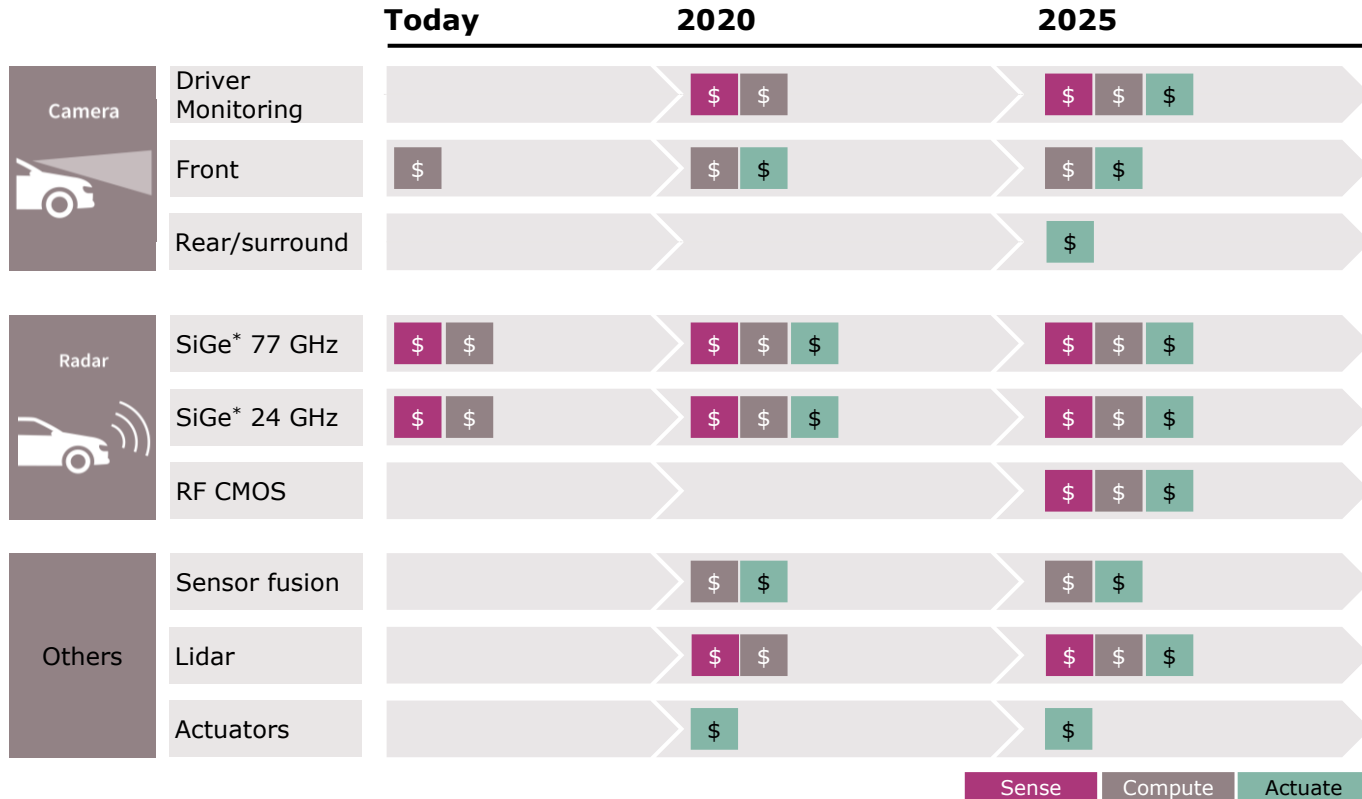 Today 2020 2025
Camera
Driver
Monitoring
$ $ $ $ $
Front
$ $ $ $ $
Rear/surround
$
Radar
SiGe* 77 GHz
$ $ $ $ $ $ $ $
SiGe* 24 GHz
$ $ $ $ $ $ $ $
RF CMOS
$ $ $
Others
Sensor fusion
$ $ $ $
Lidar
$ $ $ $ $
Actuators
$ $
Sense Compute Actuate